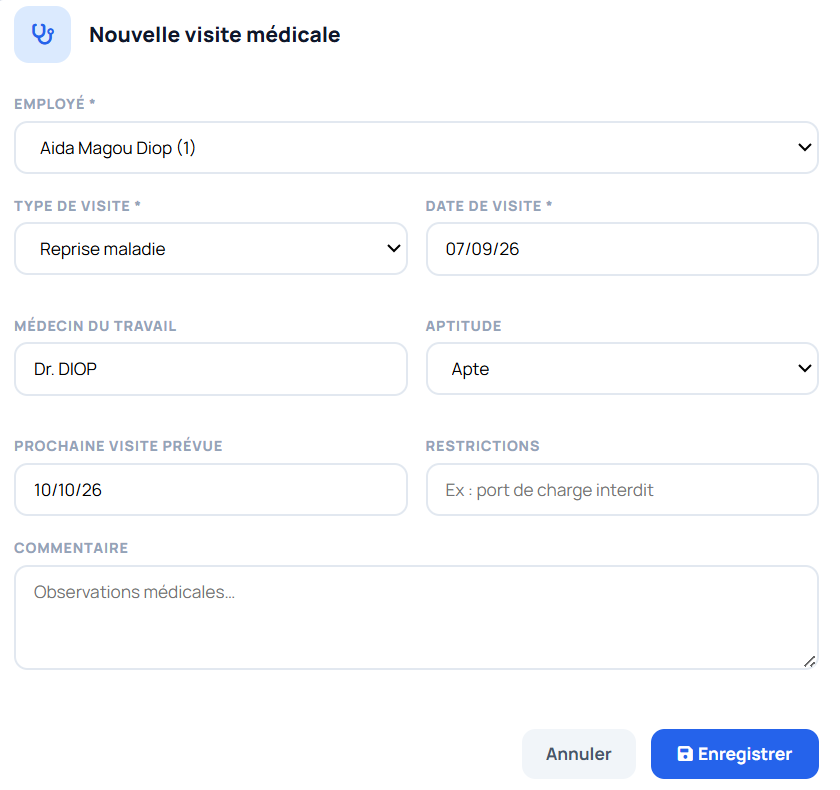 Nouvelle visite médicale
EMPLOYÉ *
Aida Magou Diop (1)
TYPE DE VISITE *
DATE DE VISITE *
Reprise maladie
07/09/26
MÉDECIN DU TRAVAIL
APTITUDE
Dr. DIOP
Apte
PROCHAINE VISITE PRÉVUE
RESTRICTIONS
10/10/26
Ex : port de charge interdit
COMMENTAIRE
Observations médicales...
Annuler
Enregistrer